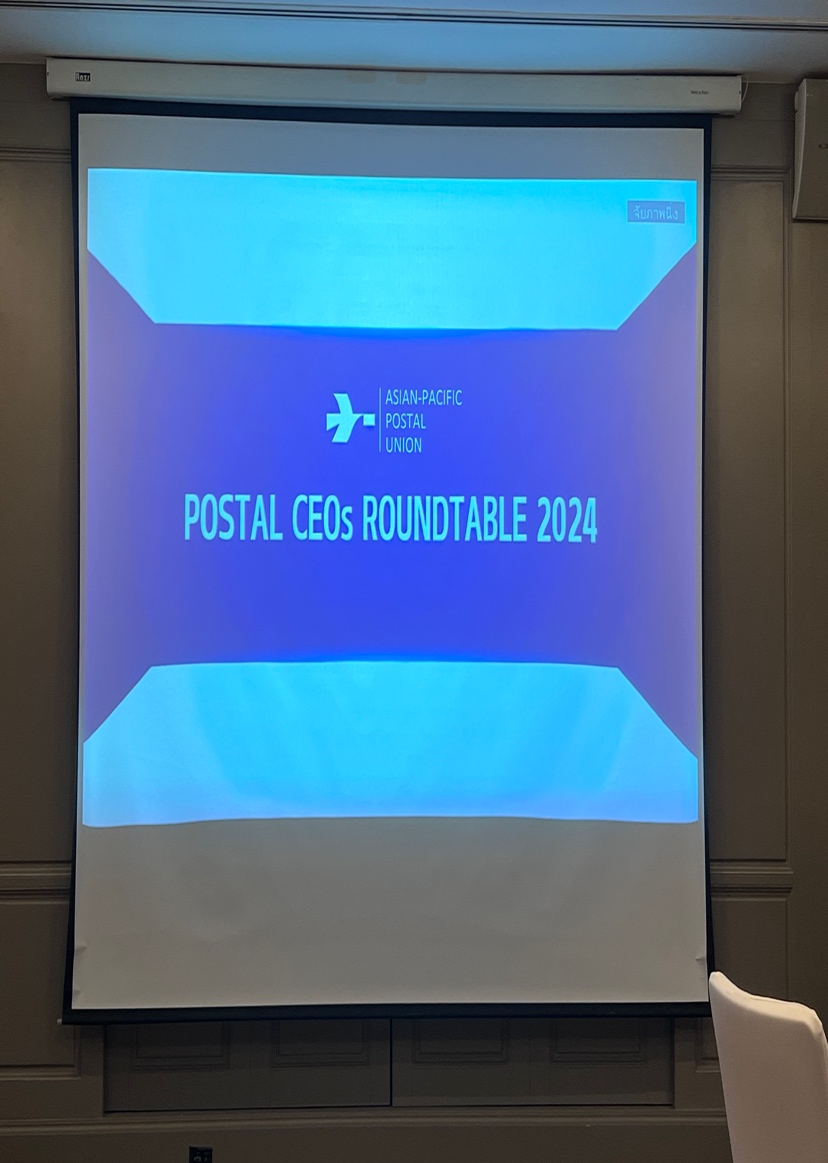 จับภาพนิ่ง
ASIAN-PACIFIC
POSTAL
UNION
POSTAL CEOs ROUNDTABLE 2024